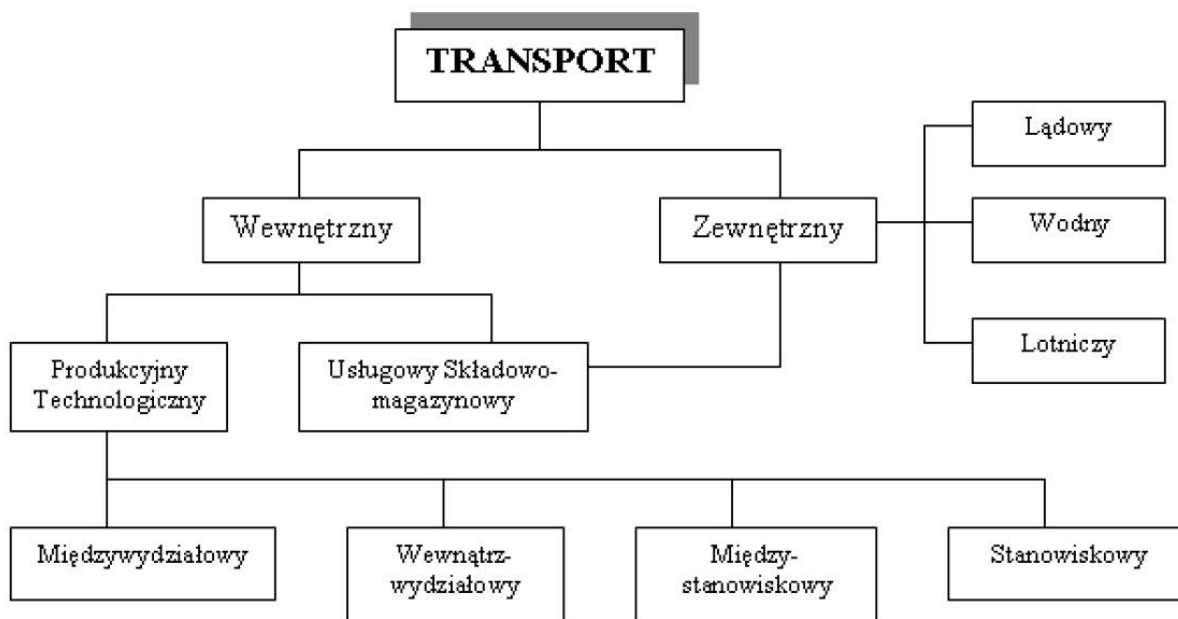 TRANSPORT
Lądowy
Wewnętrzny
Zewnętrzny
Wodny
Produkcyjny
Technologiczny
Usługowy Składowo-
magazynowy
Lotniczy
Międzywydziałowy
Wewnątrz-
wydziałowy
Między-
stanowiskowy
Stanowiskowy